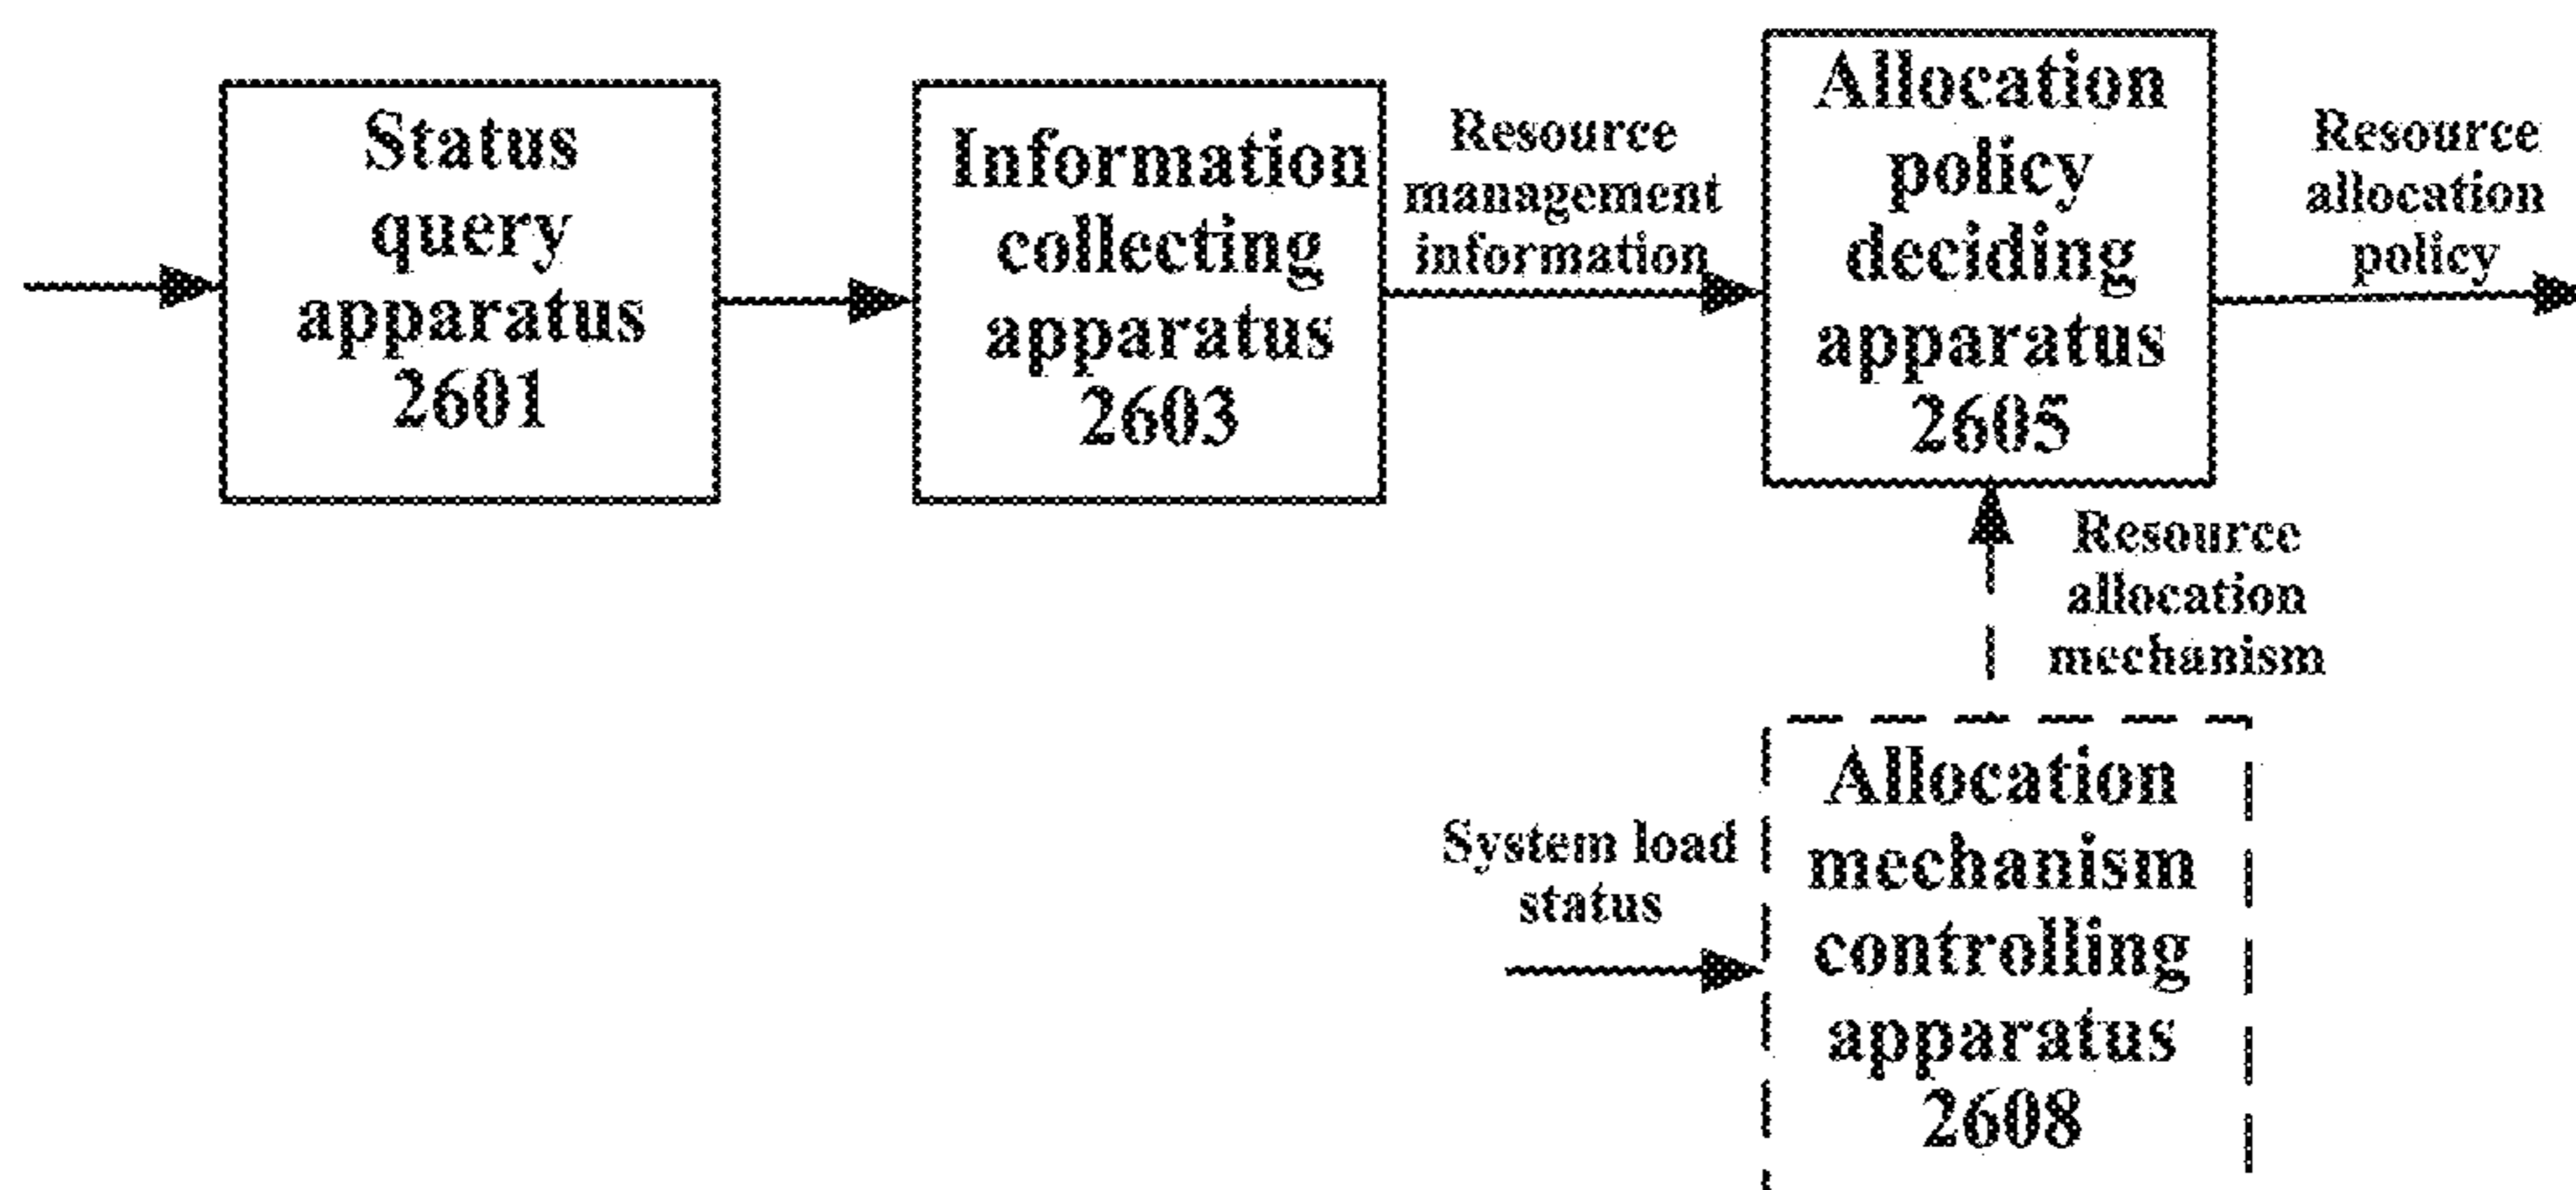 Status
query
apparatus
2601
Information
collecting
apparatus
2603
Resource
management
information
Allocation
policy
deciding
apparatus
2605
Resource
allocation
policy
Resource
allocation
mechanism
System load
status
Allocation
mechanism
controlling
apparatus
2608